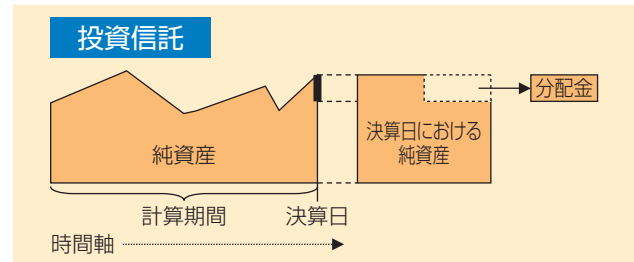 投資信託
分配金
決算日における
純資産
純資産
計算期間
決算日
時間軸